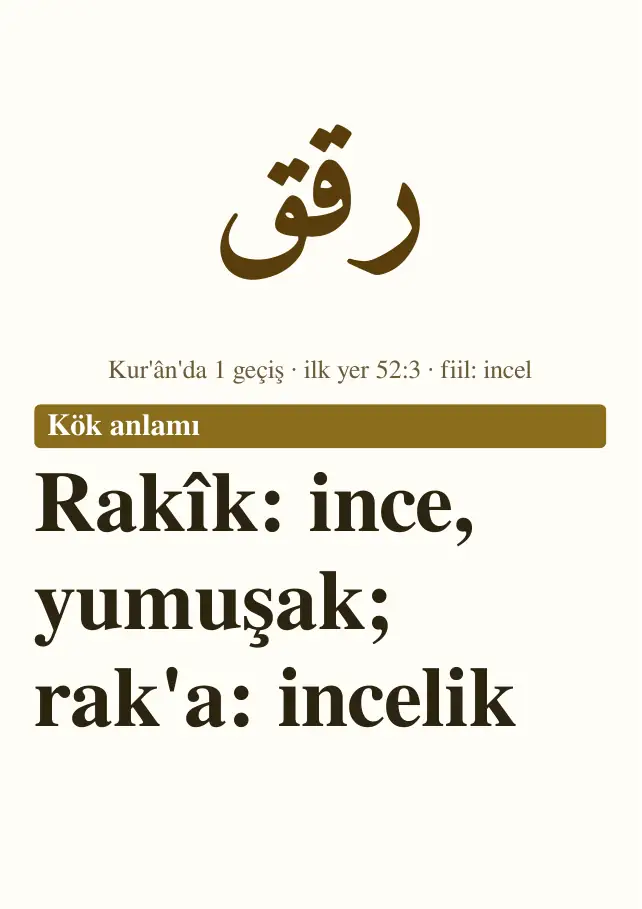 رقق
Kur'ân'da 1 geçiş · ilk yer 52:3 · fiil: incel
Kök anlamı
Rakîk: ince,
yumuşak;
rak'a: incelik